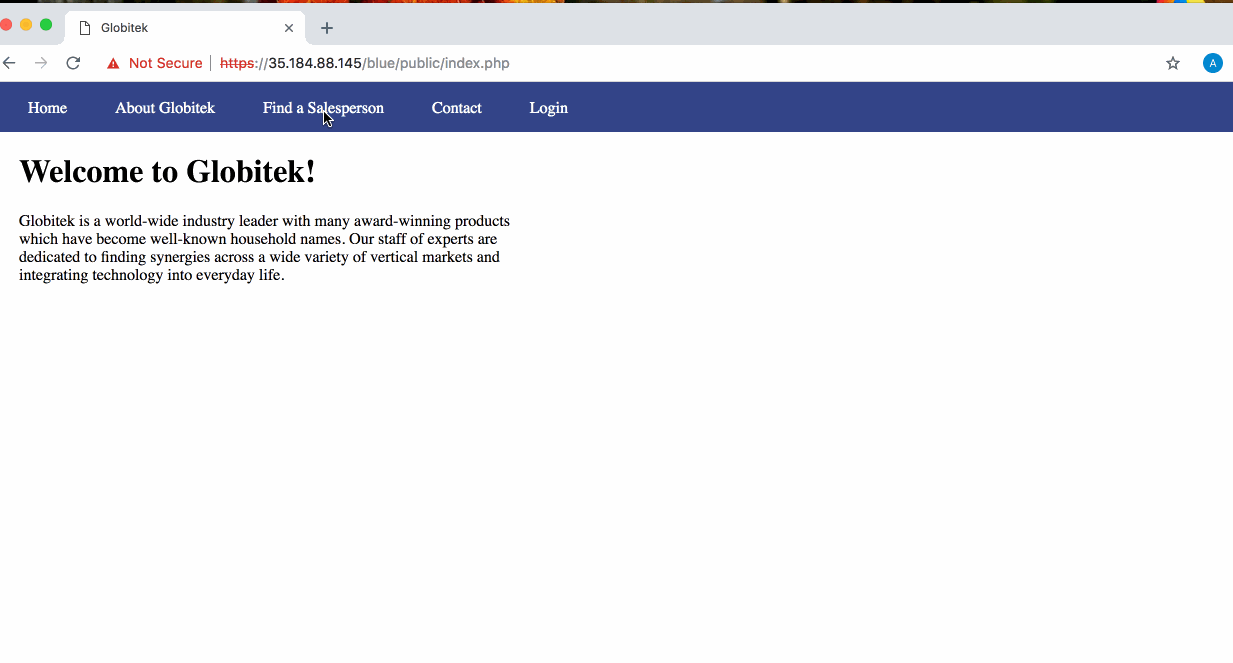 Globitek
Not Secure https://35.184.88.145/blue/public/index.php
A
Home About Globitek Find a Salesperson Contact Login
Welcome to Globitek!
Globitek is a world-wide industry leader with many award-winning products
which have become well-known household names. Our staff of experts are
dedicated to finding synergies across a wide variety of vertical markets and
integrating technology into everyday life.